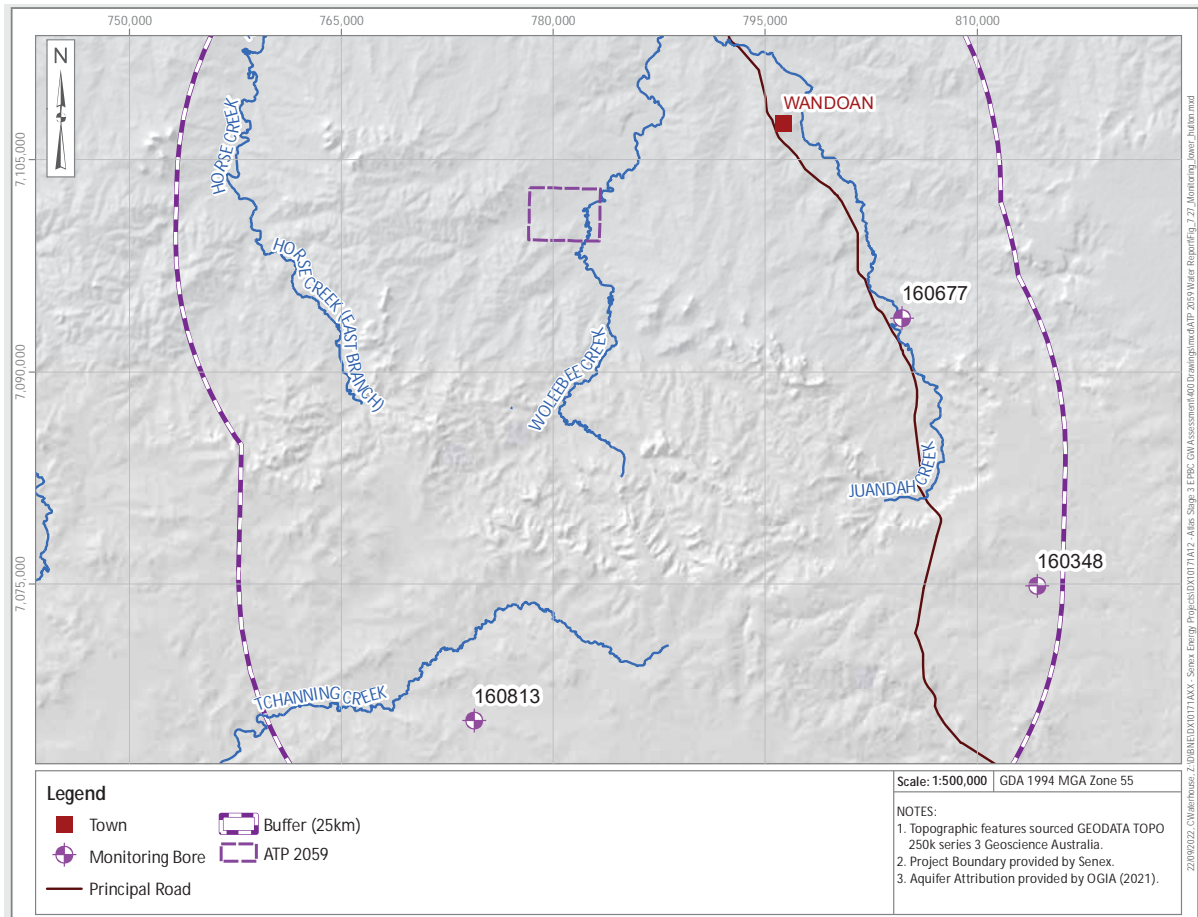 750,000
765,000
780,000
795,000
810,000
N
WANDOAN
HORSE CREEK
7,105,000
HORSE CREEK (EAST BRANCH)
160677
7,090,000
WOLEEBEE CREEK
JUANDAH CREEK
160348
7,075,000
TCHANNING CREEK
160813
Legend
Town
Monitoring Bore
Principal Road
Buffer (25km)
ATP 2059
Scale: 1:500,000
GDA 1994 MGA Zone 55
NOTES:
1. Topographic features sourced GEODATA TOPO
250k series 3 Geoscience Australia.
2. Project Boundary provided by Senex.
3. Aquifer Attribution provided by OGIA (2021).